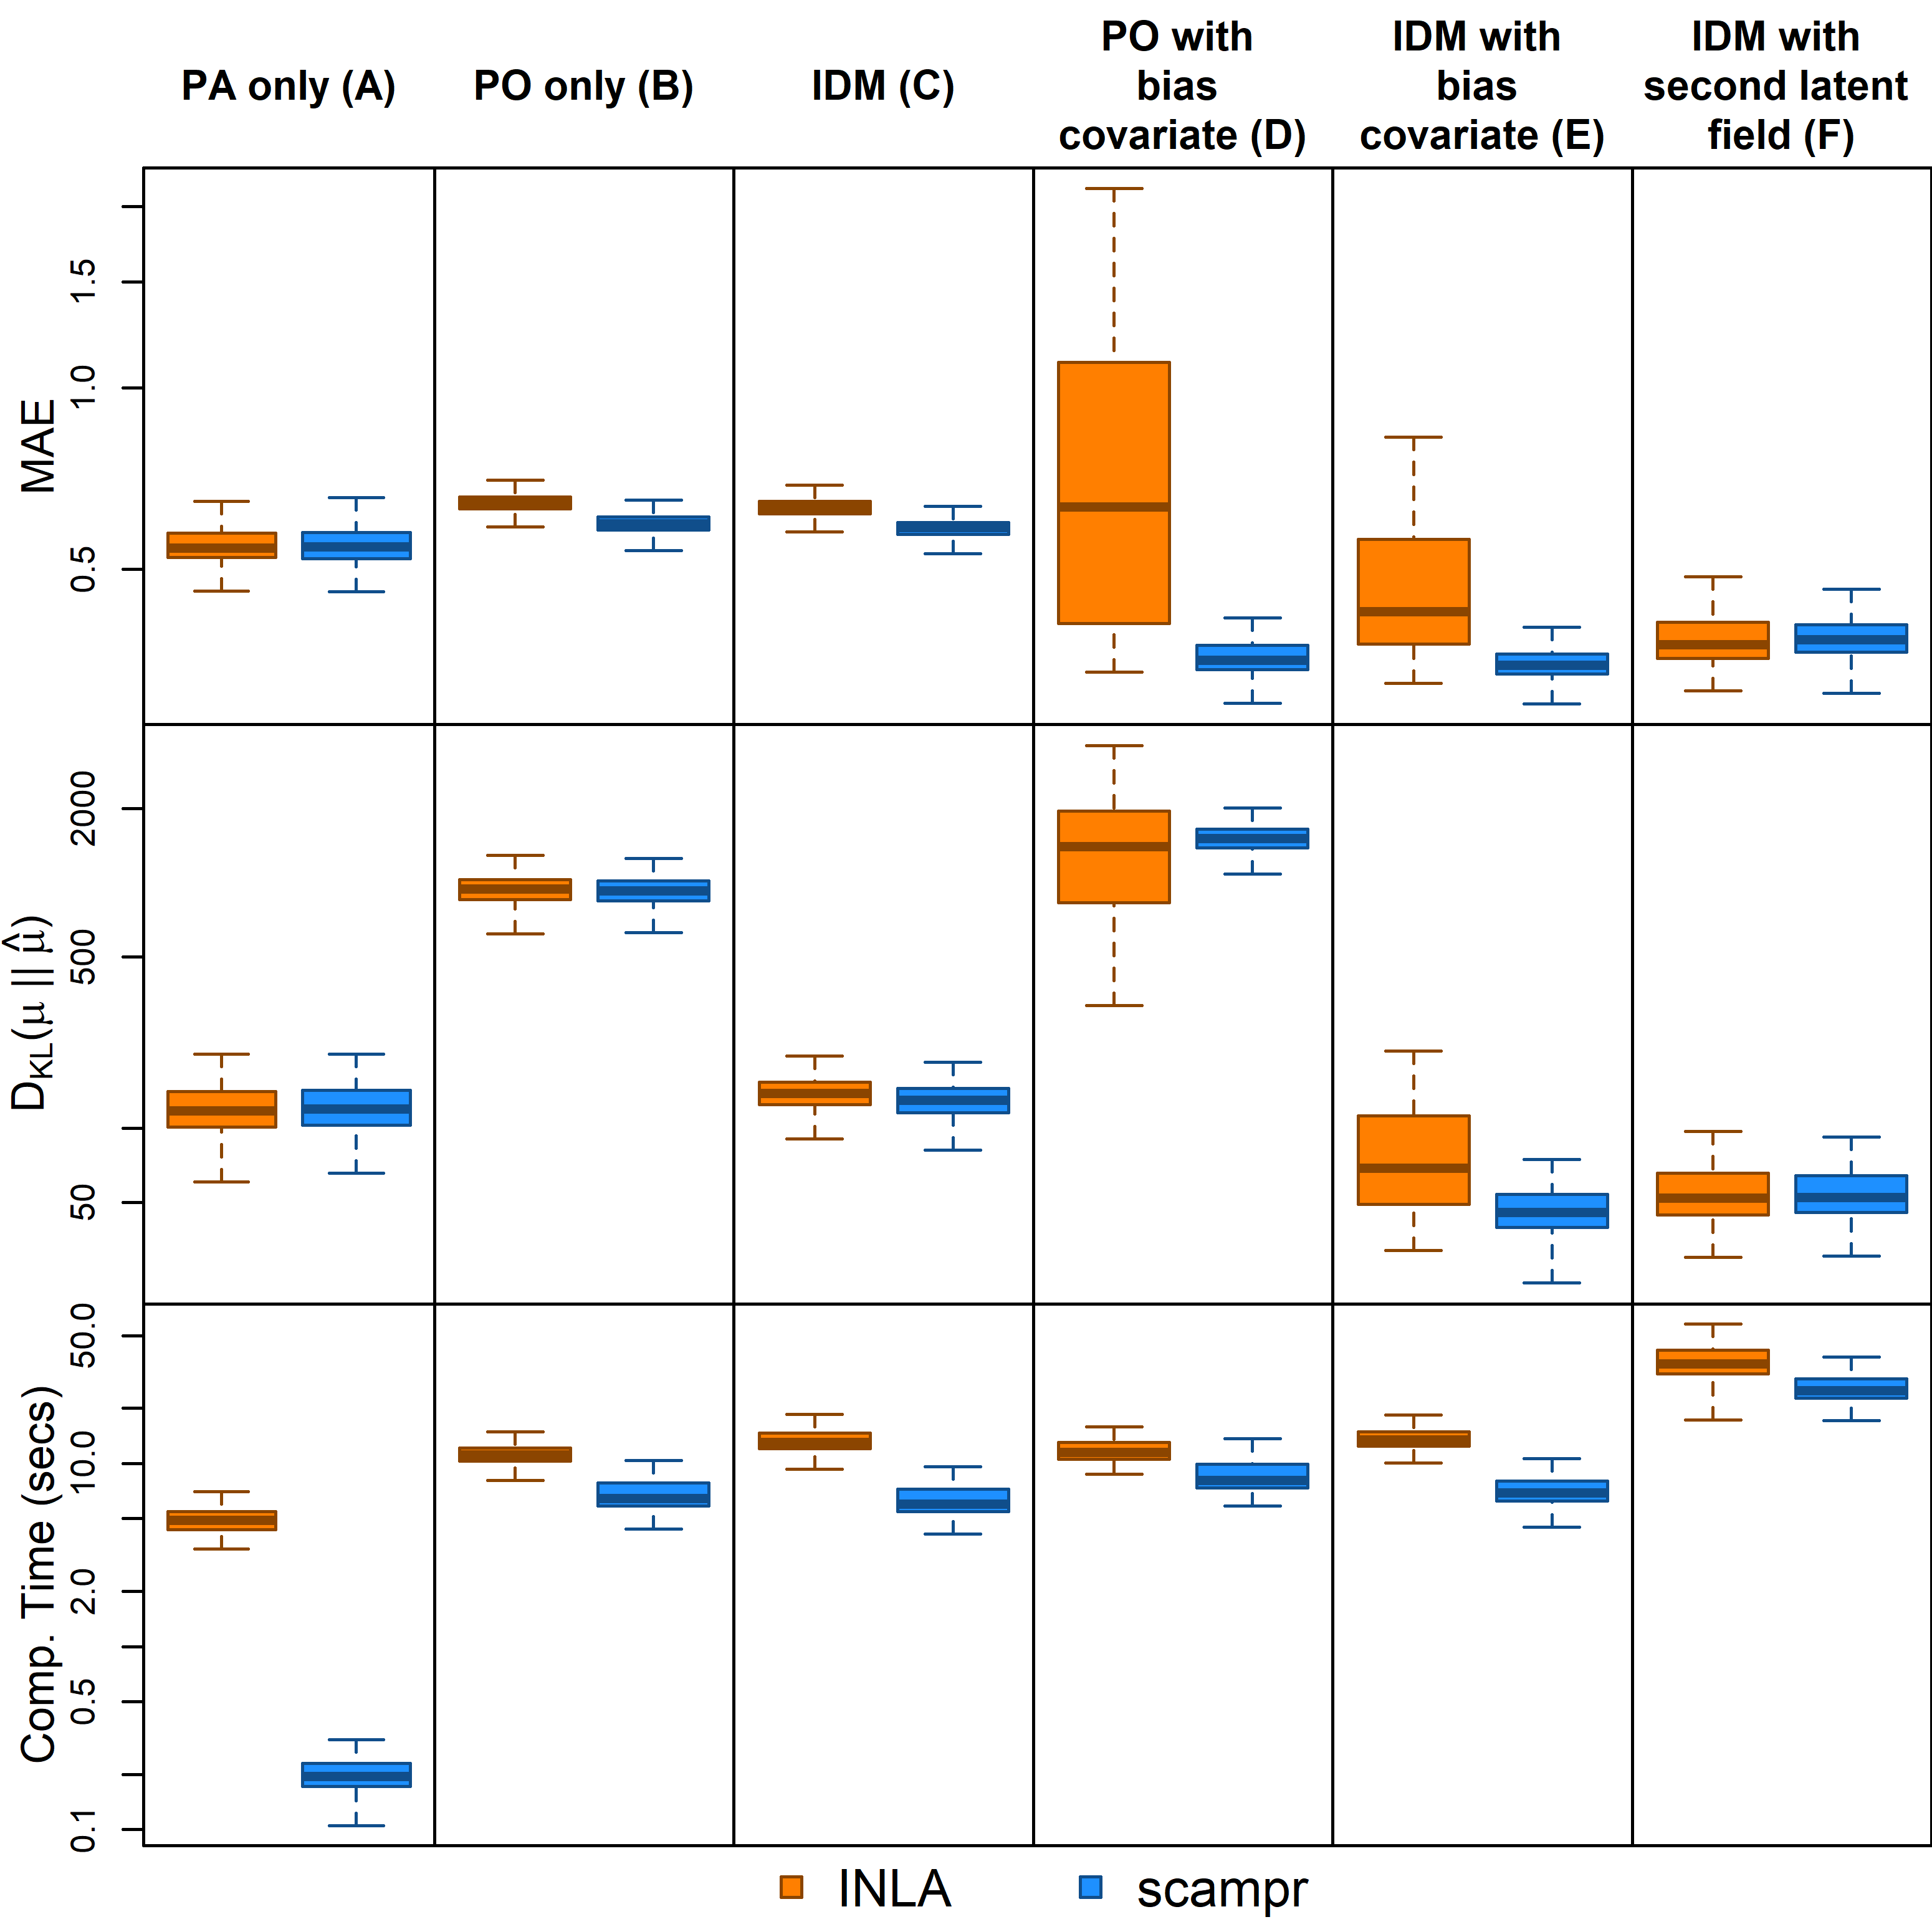 PA only (A)
PO only (B)
IDM (C)
PO with
bias
covariate (D)
IDM with
bias
covariate (E)
IDM with
second latent
field (F)
MAE
1.5
1.0
0.5
D_KL(μ || μ̂)
2000
500
50
Comp. Time (secs)
50.0
10.0
2.0
0.5
0.1
INLA
scampr